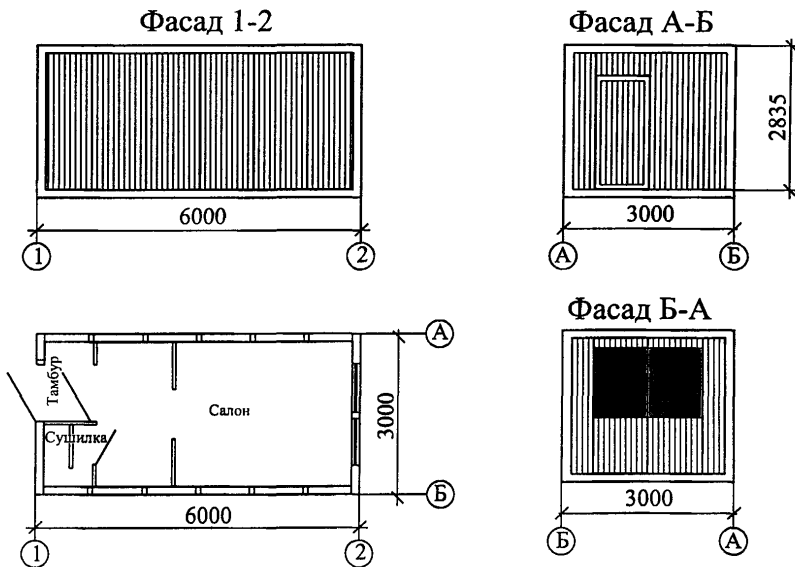 Фасад 1-2
6000
1
2
Фасад А-Б
2835
3000
А
Б
Тамбур
Сушилка
Салон
3000
А
Б
6000
1
2
Фасад Б-А
3000
Б
А